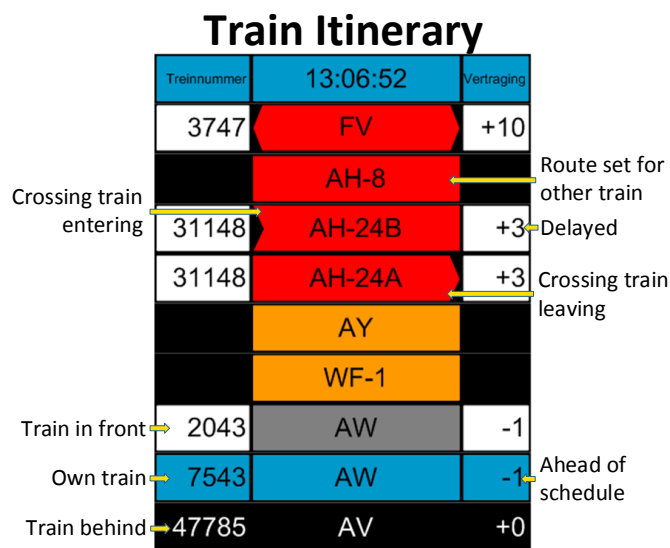 Train Itinerary
Treinnummer 13:06:52 Vertraging
3747 FV +10
AH-8
Route set for
other train
Crossing train
entering
31148 AH-24B +3
Delayed
31148 AH-24A +3
Crossing train
leaving
AY
WF-1
Train in front
2043 AW -1
Own train
7543 AW -1
Ahead of
schedule
Train behind
47785 AV +0